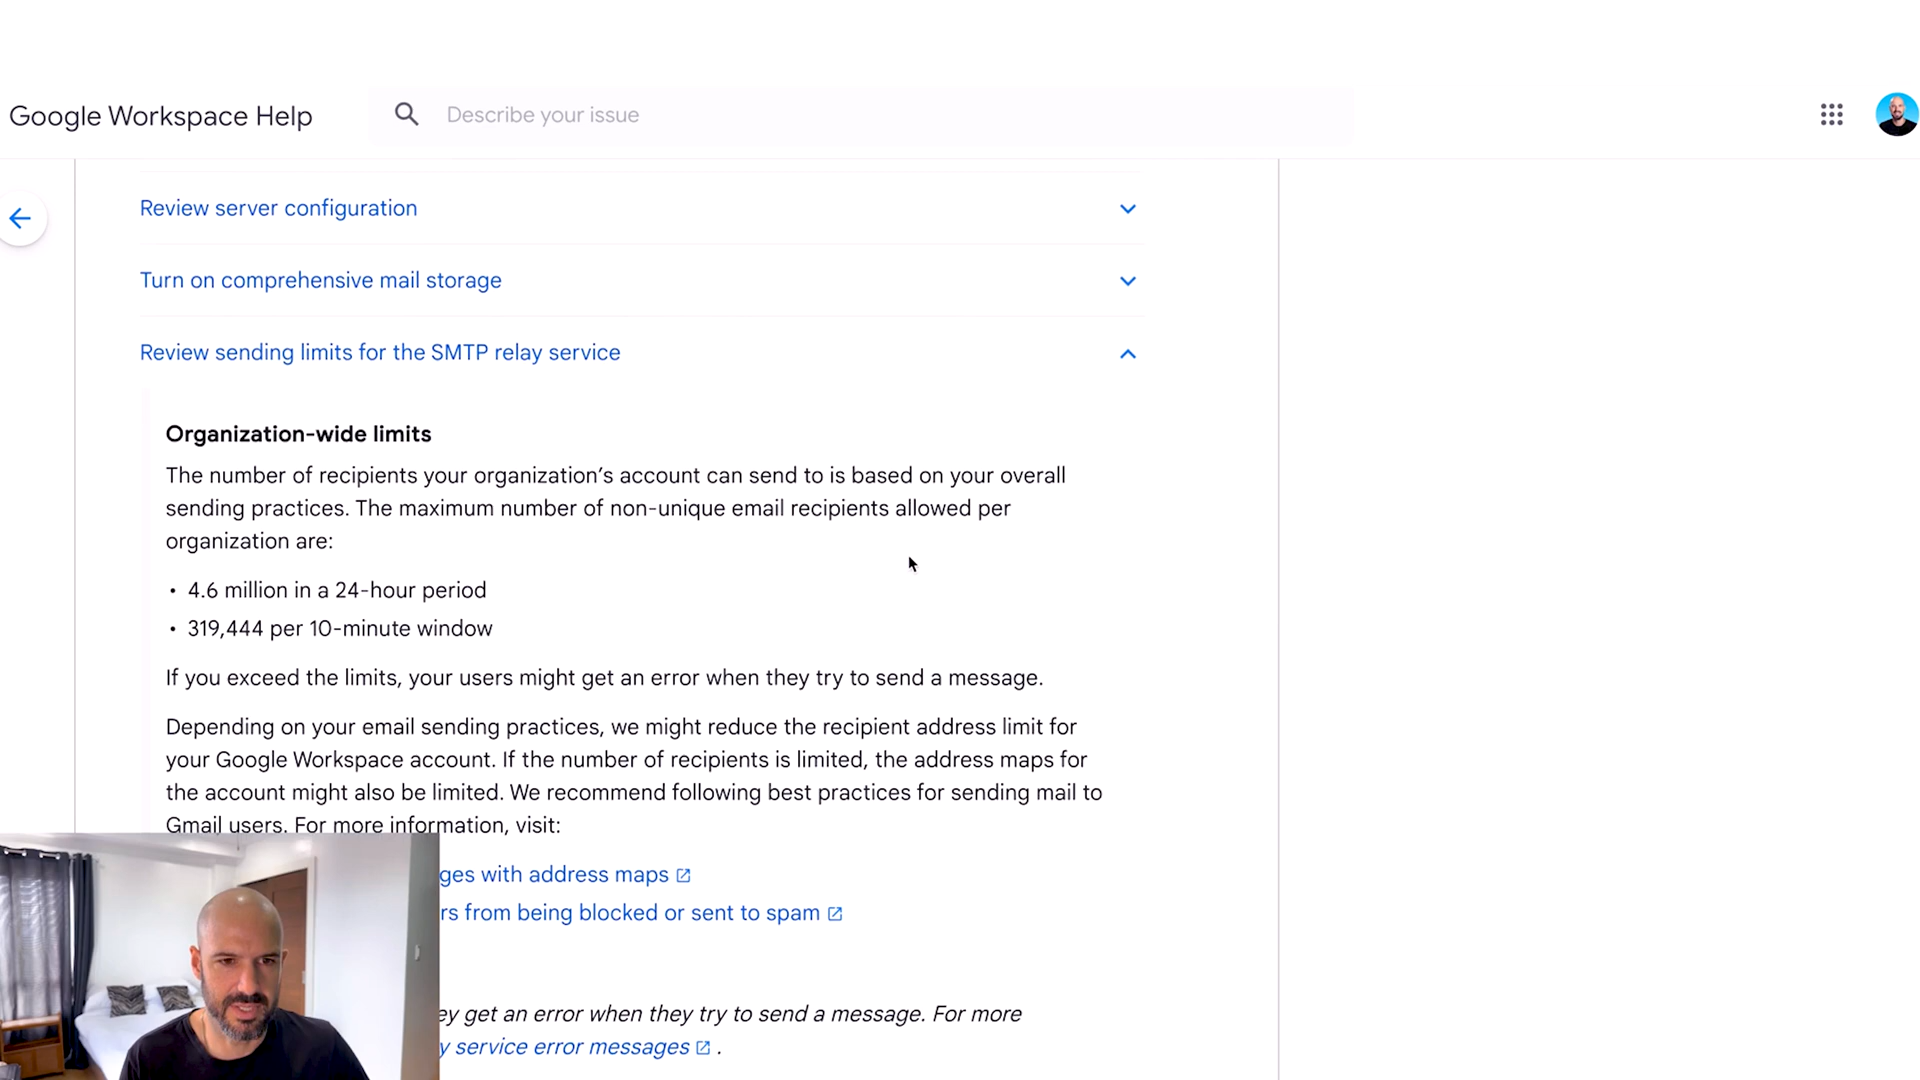 Google Workspace Help
Describe your issue
Review server configuration
Turn on comprehensive mail storage
Review sending limits for the SMTP relay service
Organization-wide limits
The number of recipients your organization’s account can send to is based on your overall
sending practices. The maximum number of non-unique email recipients allowed per
organization are:
• 4.6 million in a 24-hour period
• 319,444 per 10-minute window
If you exceed the limits, your users might get an error when they try to send a message.
Depending on your email sending practices, we might reduce the recipient address limit for
your Google Workspace account. If the number of recipients is limited, the address maps for
the account might also be limited. We recommend following best practices for sending mail to
Gmail users. For more information, visit:
ges with address maps
rs from being blocked or sent to spam
ey get an error when they try to send a message. For more
y service error messages .